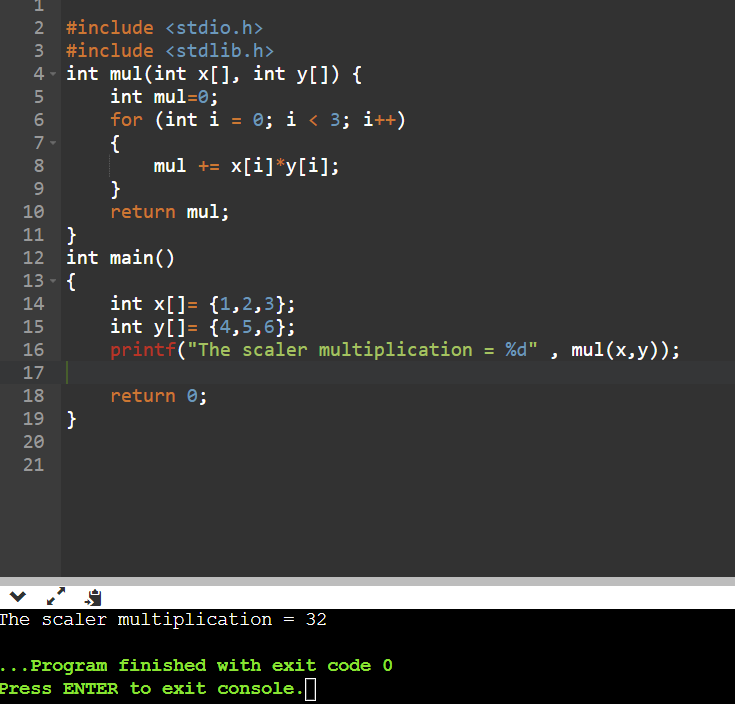 1
2 #include <stdio.h>
3 #include <stdlib.h>
4 int mul(int x[], int y[]) {
5     int mul=0;
6     for (int i = 0; i < 3; i++)
7     {
8         mul += x[i]*y[i];
9     }
10     return mul;
11 }
12 int main()
13 {
14     int x[]= {1,2,3};
15     int y[]= {4,5,6};
16     printf("The scaler multiplication = %d" , mul(x,y));
17
18     return 0;
19 }
20
21
The scaler multiplication = 32
...Program finished with exit code 0
Press ENTER to exit console.